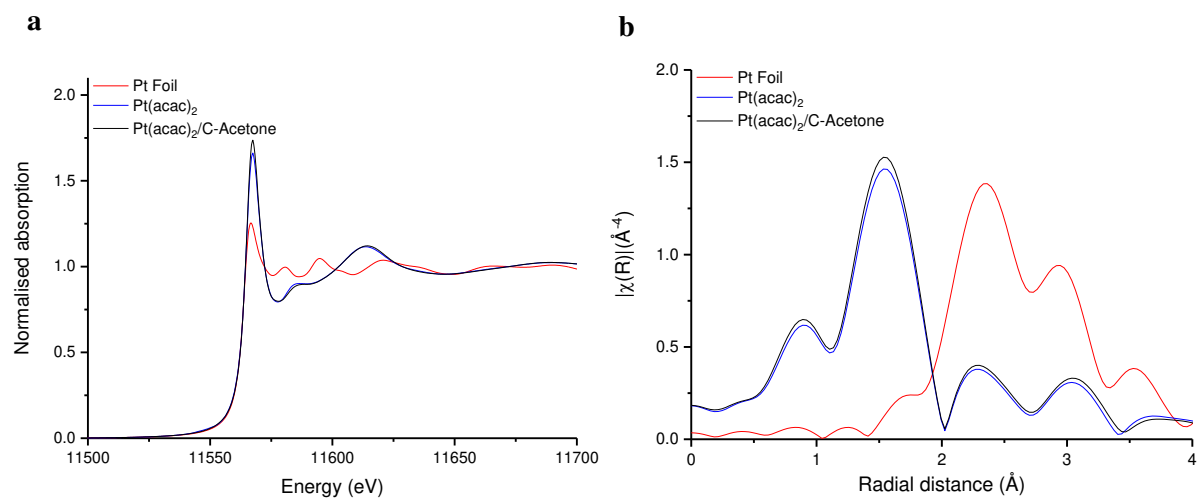 a
Pt Foil
Pt(acac)₂
Pt(acac)₂/C-Acetone
2.0
1.5
1.0
0.5
0.0
11500
11550
11600
11650
11700
Energy (eV)
Normalised absorption
b
Pt Foil
Pt(acac)₂
Pt(acac)₂/C-Acetone
2.0
1.5
1.0
0.5
0.0
0
1
2
3
4
Radial distance (Å)
|χ(R)|(Å⁻⁴)